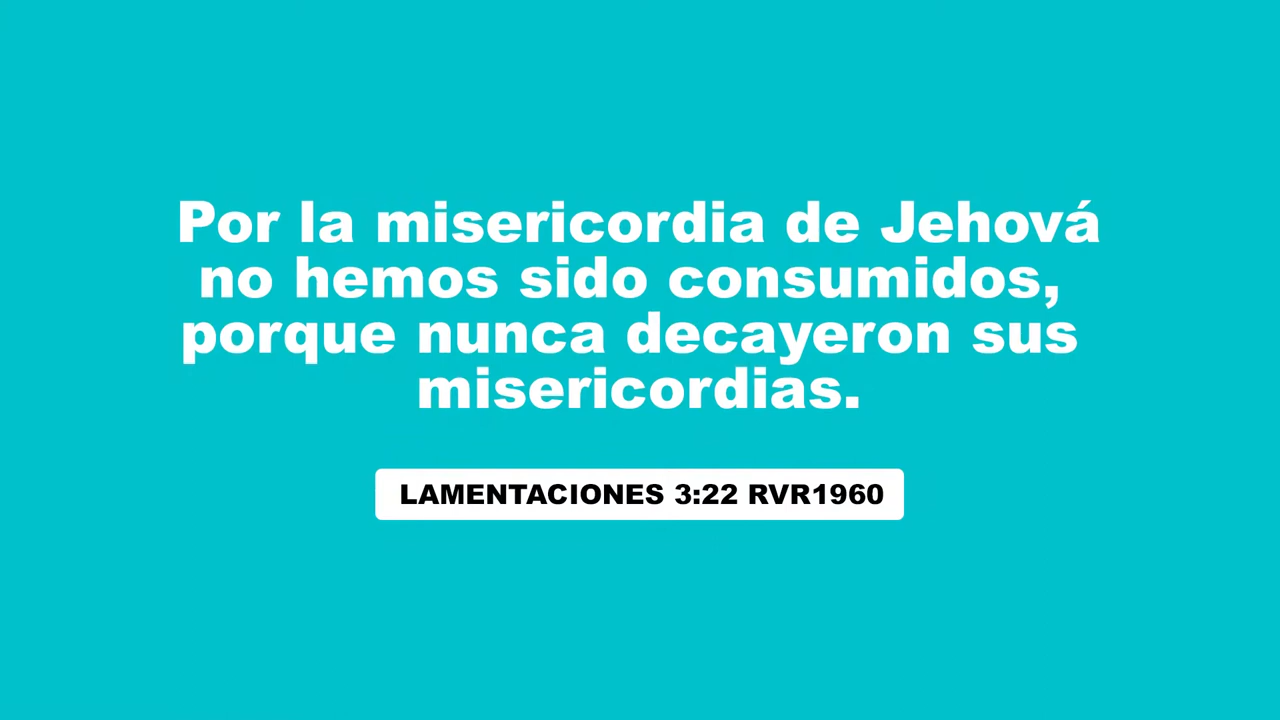 Por la misericordia de Jehová
no hemos sido consumidos,
porque nunca decayeron sus
misericordias.
LAMENTACIONES 3:22 RVR1960